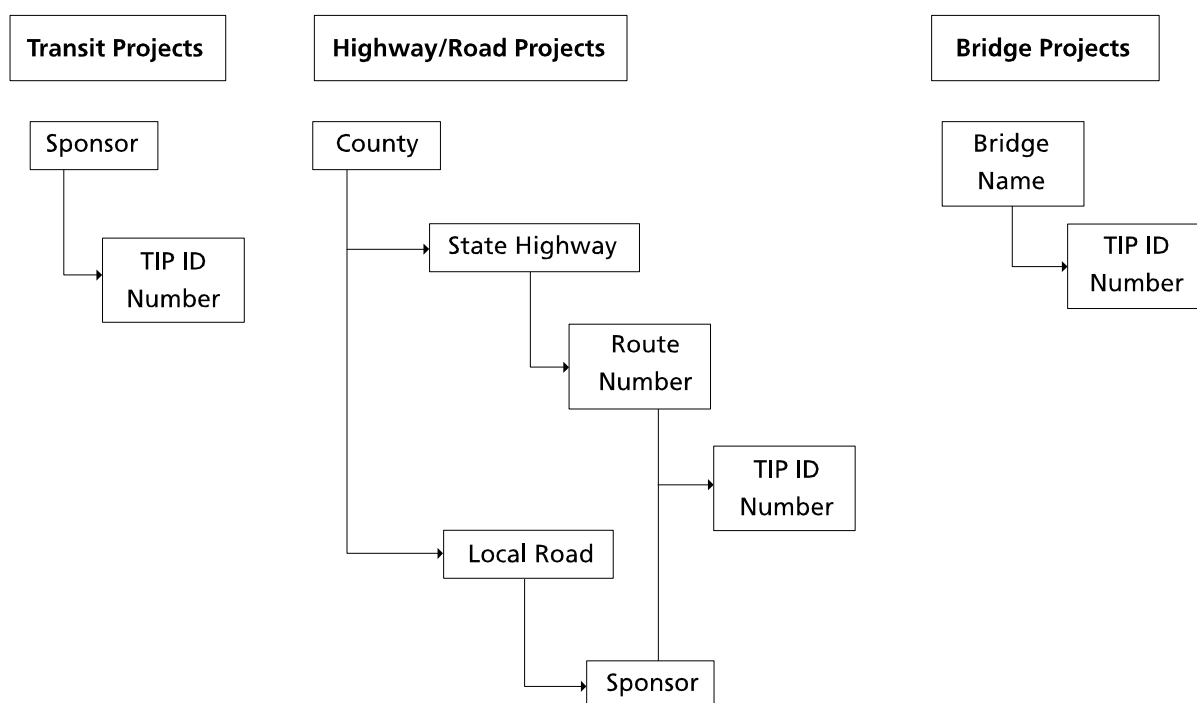 Transit Projects
Highway/Road Projects
Bridge Projects
Sponsor
TIP ID
Number
County
State Highway
Route
Number
TIP ID
Number
Local Road
Sponsor
Bridge
Name
TIP ID
Number